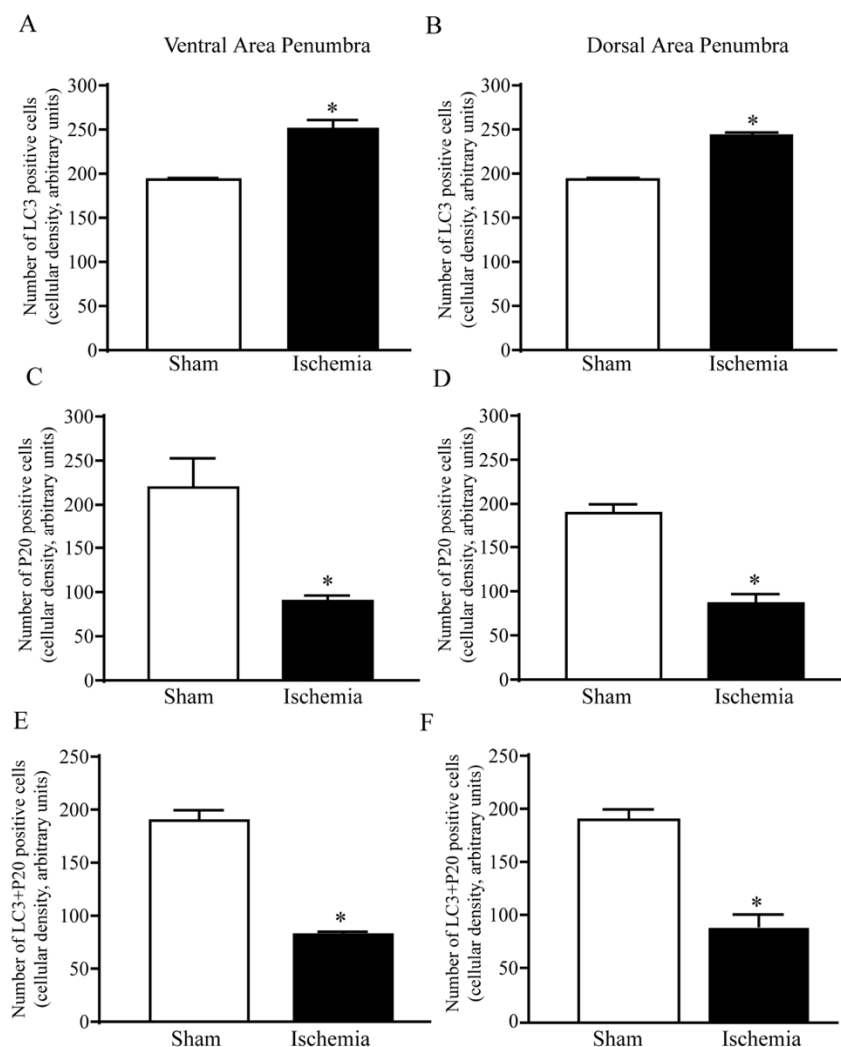 A
Ventral Area Penumbra
Number of LC3 positive cells
(cellular density, arbitrary units)
300
250
200
150
100
50
0
*
Sham
Ischemia
B
Dorsal Area Penumbra
Number of LC3 positive cells
(cellular density, arbitrary units)
300
250
200
150
100
50
0
*
Sham
Ischemia
C
Number of P20 positive cells
(cellular density, arbitrary units)
300
250
200
150
100
50
0
*
Sham
Ischemia
D
Number of P20 positive cells
(cellular density, arbitrary units)
300
250
200
150
100
50
0
*
Sham
Ischemia
E
Number of LC3+P20 positive cells
(cellular density, arbitrary units)
250
200
150
100
50
0
*
Sham
Ischemia
F
Number of LC3+P20 positive cells
(cellular density, arbitrary units)
250
200
150
100
50
0
*
Sham
Ischemia